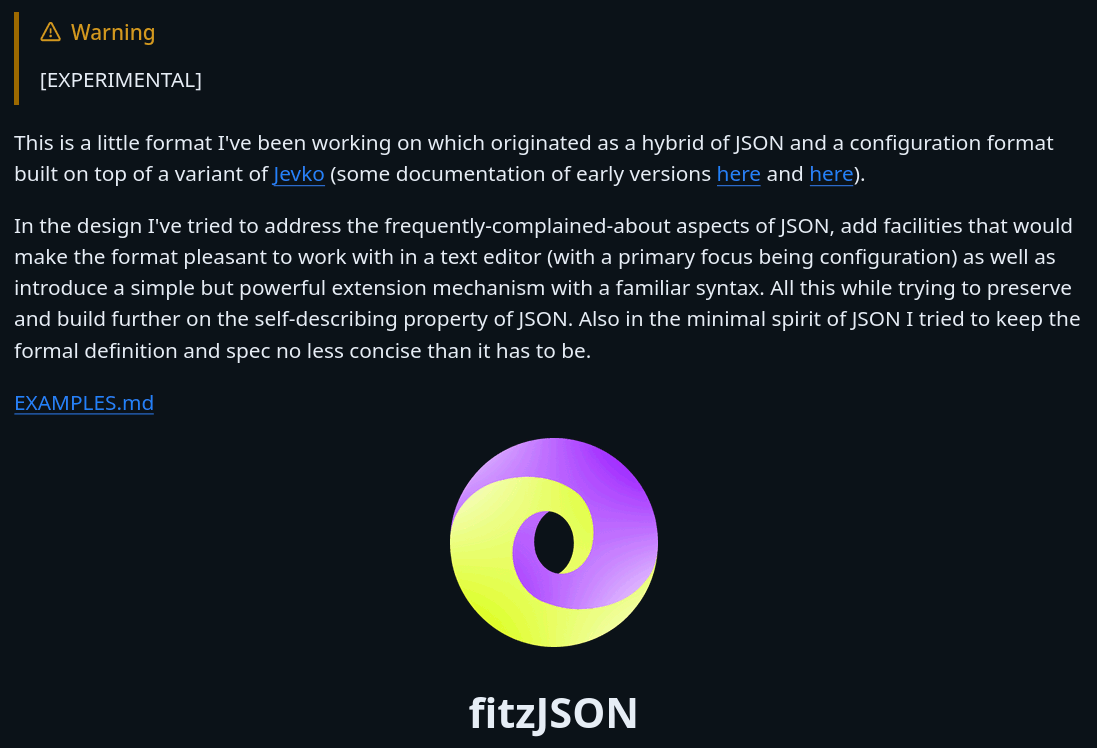 Warning
[EXPERIMENTAL]
This is a little format I've been working on which originated as a hybrid of JSON and a configuration format
built on top of a variant of Jevko (some documentation of early versions here and here).
In the design I've tried to address the frequently-complained-about aspects of JSON, add facilities that would
make the format pleasant to work with in a text editor (with a primary focus being configuration) as well as
introduce a simple but powerful extension mechanism with a familiar syntax. All this while trying to preserve
and build further on the self-describing property of JSON. Also in the minimal spirit of JSON I tried to keep the
formal definition and spec no less concise than it has to be.
EXAMPLES.md
fitzJSON